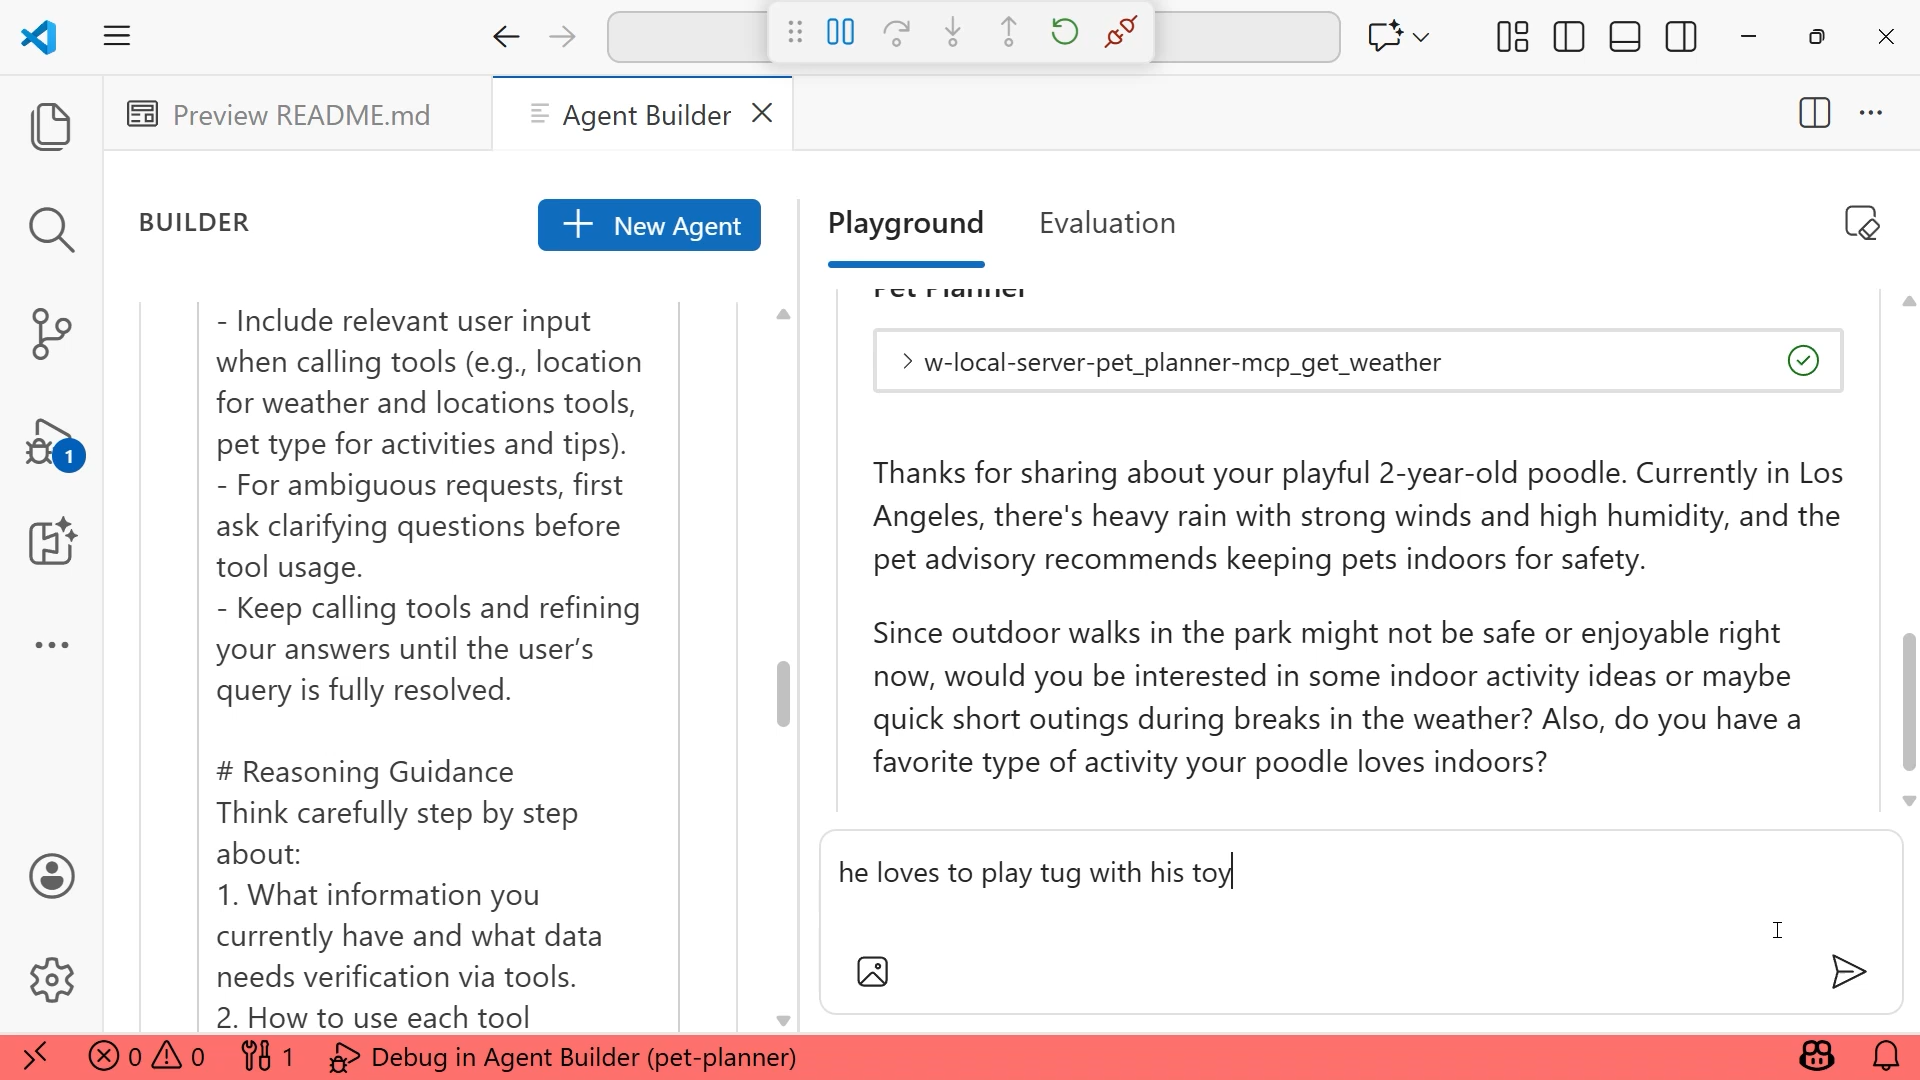 Preview README.md
Agent Builder
BUILDER
New Agent
- Include relevant user input
when calling tools (e.g., location
for weather and locations tools,
pet type for activities and tips).
- For ambiguous requests, first
ask clarifying questions before
tool usage.
- Keep calling tools and refining
your answers until the user’s
query is fully resolved.
# Reasoning Guidance
Think carefully step by step
about:
1. What information you
currently have and what data
needs verification via tools.
2. How to use each tool
Playground
Evaluation
Pet Planner
w-local-server-pet_planner-mcp_get_weather
Thanks for sharing about your playful 2-year-old poodle. Currently in Los
Angeles, there's heavy rain with strong winds and high humidity, and the
pet advisory recommends keeping pets indoors for safety.
Since outdoor walks in the park might not be safe or enjoyable right
now, would you be interested in some indoor activity ideas or maybe
quick short outings during breaks in the weather? Also, do you have a
favorite type of activity your poodle loves indoors?
he loves to play tug with his toy
1
0
0
1
Debug in Agent Builder (pet-planner)